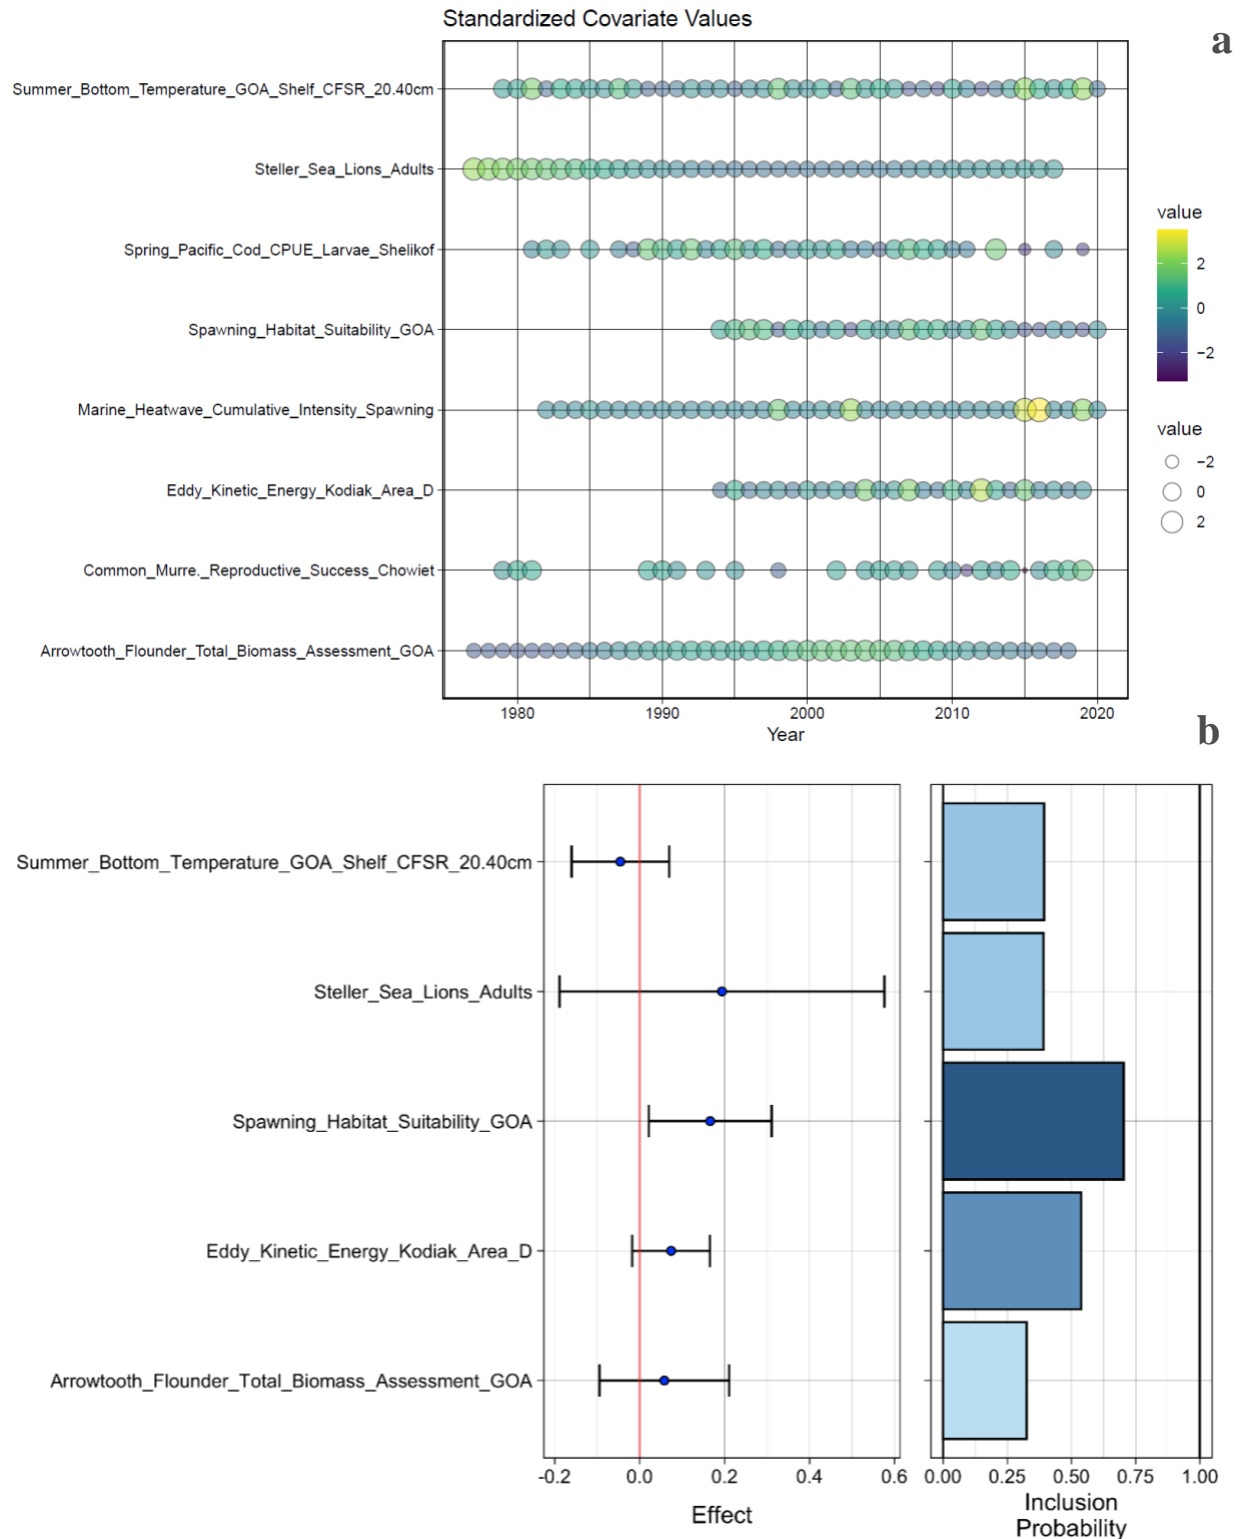 Standardized Covariate Values
a
Summer_Bottom_Temperature_GOA_Shelf_CFSR_20.40cm
Steller_Sea_Lions_Adults
Spring_Pacific_Cod_CPUE_Larvae_Shelikof
Spawning_Habitat_Suitability_GOA
Marine_Heatwave_Cumulative_Intensity_Spawning
Eddy_Kinetic_Energy_Kodiak_Area_D
Common_Murre._Reproductive_Success_Chowiet
Arrowtooth_Flounder_Total_Biomass_Assessment_GOA
1980 1990 2000 2010 2020
Year
value
2
0
−2
value
−2
0
2
b
Summer_Bottom_Temperature_GOA_Shelf_CFSR_20.40cm
Steller_Sea_Lions_Adults
Spawning_Habitat_Suitability_GOA
Eddy_Kinetic_Energy_Kodiak_Area_D
Arrowtooth_Flounder_Total_Biomass_Assessment_GOA
-0.2 0.0 0.2 0.4 0.6
Effect
0.00 0.25 0.50 0.75 1.00
Inclusion
Probability